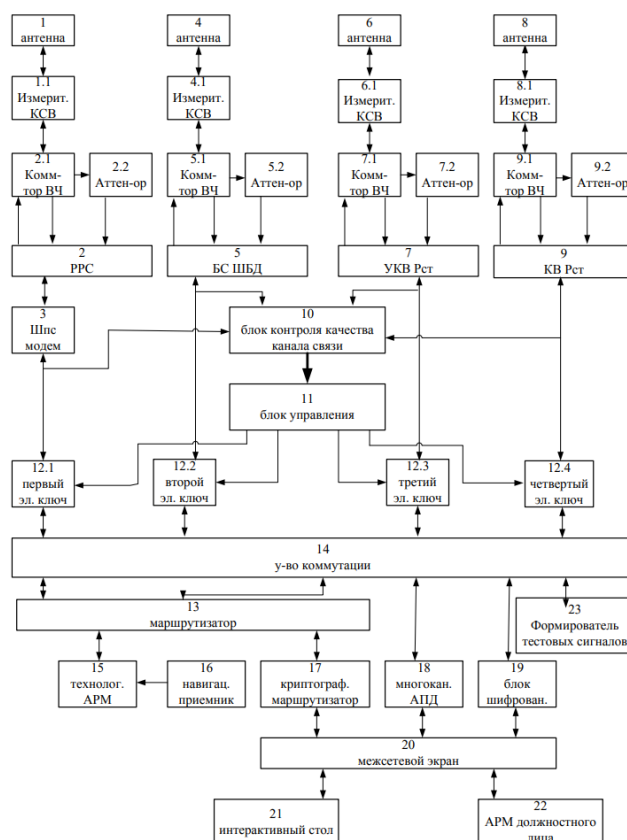 1
антенна
4
антенна
6
антенна
8
антенна
1.1
Измерит.
КСВ
4.1
Измерит.
КСВ
6.1
Измерит.
КСВ
8.1
Измерит.
КСВ
2.1
Комм-
тор ВЧ
2.2
Аттен-ор
5.1
Комм-
тор ВЧ
5.2
Аттен-ор
7.1
Комм-
тор ВЧ
7.2
Аттен-ор
9.1
Комм-
тор ВЧ
9.2
Аттен-ор
2
РРС
5
БС ШБД
7
УКВ Рст
9
КВ Рст
3
Шпс
модем
10
блок контроля качества
канала связи
11
блок управления
12.1
первый
эл. ключ
12.2
второй
эл. ключ
12.3
третий
эл. ключ
12.4
четвертый
эл. ключ
14
у-во коммутации
13
маршрутизатор
23
Формирователь
тестовых сигналов
15
технолог.
АРМ
16
навигац.
приемник
17
криптограф.
маршрутизатор
18
многокан.
АПД
19
блок
шифрован.
20
межсетевой экран
21
интерактивный стол
22
АРМ должностного
лица